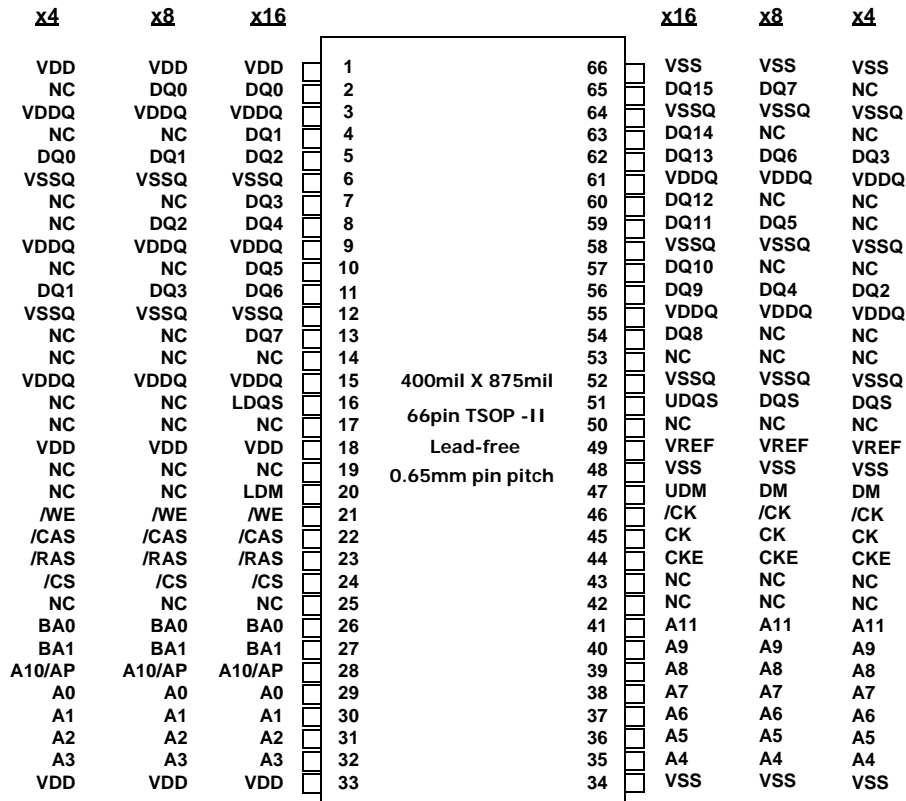 x4 x8 x16 x16 x8 x4
VDD VDD VDD 1 66 VSS VSS VSS
NC DQ0 DQ0 2 65 DQ15 DQ7 NC
VDDQ VDDQ VDDQ 3 64 VSSQ VSSQ VSSQ
NC NC DQ1 4 63 DQ14 NC NC
DQ0 DQ1 DQ2 5 62 DQ13 DQ6 DQ3
VSSQ VSSQ VSSQ 6 61 VDDQ VDDQ VDDQ
NC NC DQ3 7 60 DQ12 NC NC
NC DQ2 DQ4 8 59 DQ11 DQ5 NC
VDDQ VDDQ VDDQ 9 58 VSSQ VSSQ VSSQ
NC NC DQ5 10 57 DQ10 NC NC
DQ1 DQ3 DQ6 11 56 DQ9 DQ4 DQ2
VSSQ VSSQ VSSQ 12 55 VDDQ VDDQ VDDQ
NC NC DQ7 13 54 DQ8 NC NC
NC NC NC 14 53 NC NC NC
VDDQ VDDQ VDDQ 15 400mil X 875mil 52 VSSQ VSSQ VSSQ
NC NC LDQS 16 66pin TSOP -II 51 UDQS DQS DQS
NC NC NC 17 50 NC NC NC
VDD VDD VDD 18 Lead-free 49 VREF VREF VREF
NC NC NC 19 0.65mm pin pitch 48 VSS VSS VSS
NC NC LDM 20 47 UDM DM DM
/WE /WE /WE 21 46 /CK /CK /CK
/CAS /CAS /CAS 22 45 CK CK CK
/RAS /RAS /RAS 23 44 CKE CKE CKE
/CS /CS /CS 24 43 NC NC NC
NC NC NC 25 42 NC NC NC
BA0 BA0 BA0 26 41 A11 A11 A11
BA1 BA1 BA1 27 40 A9 A9 A9
A10/AP A10/AP A10/AP 28 39 A8 A8 A8
A0 A0 A0 29 38 A7 A7 A7
A1 A1 A1 30 37 A6 A6 A6
A2 A2 A2 31 36 A5 A5 A5
A3 A3 A3 32 35 A4 A4 A4
VDD VDD VDD 33 34 VSS VSS VSS